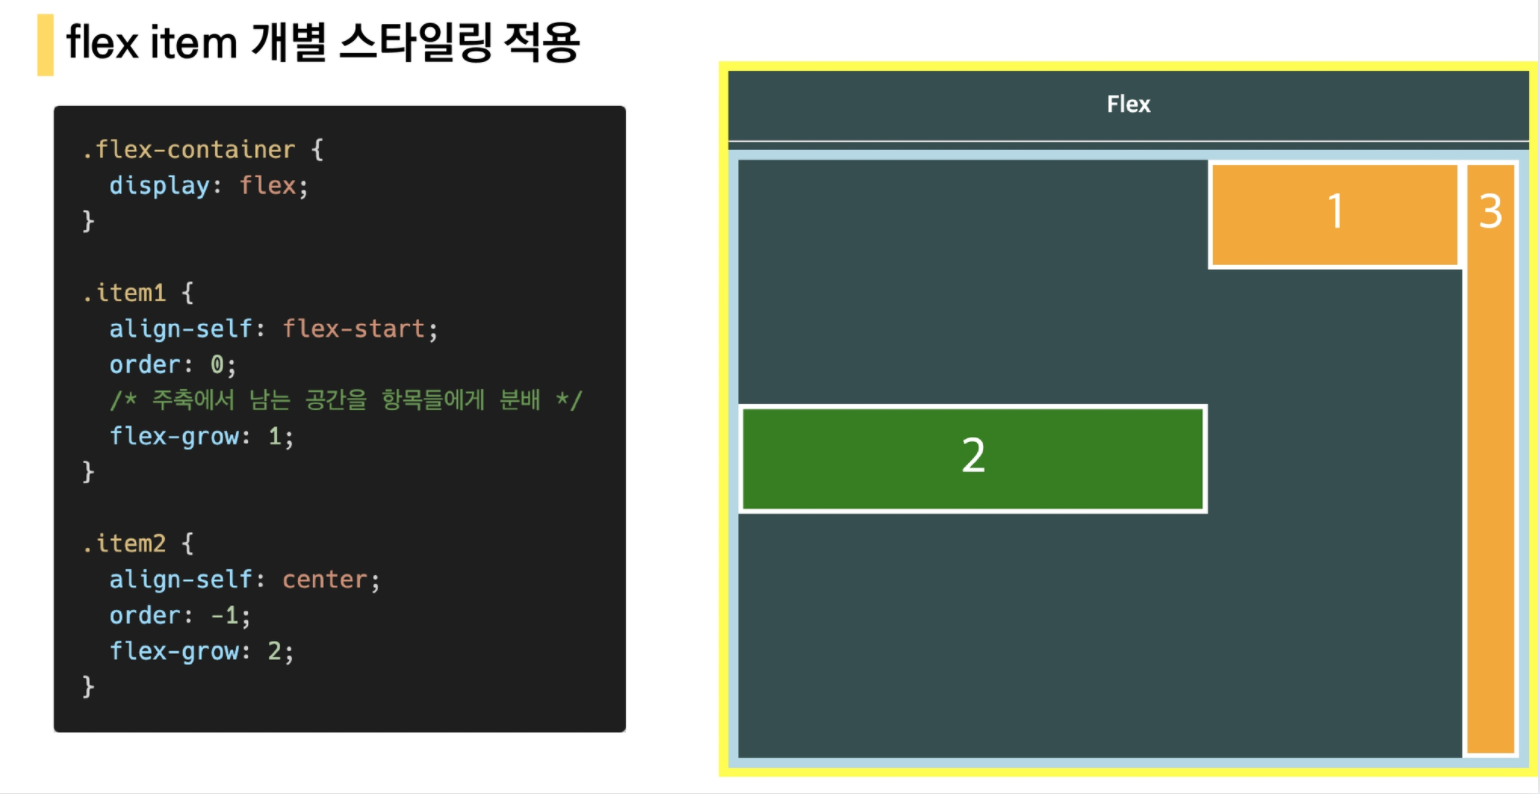 flex item 개별 스타일링 적용
.flex-container {
  display: flex;
}

.item1 {
  align-self: flex-start;
  order: 0;
  /* 주축에서 남는 공간을 항목들에게 분배 */
  flex-grow: 1;
}

.item2 {
  align-self: center;
  order: -1;
  flex-grow: 2;
}
Flex
1
3
2